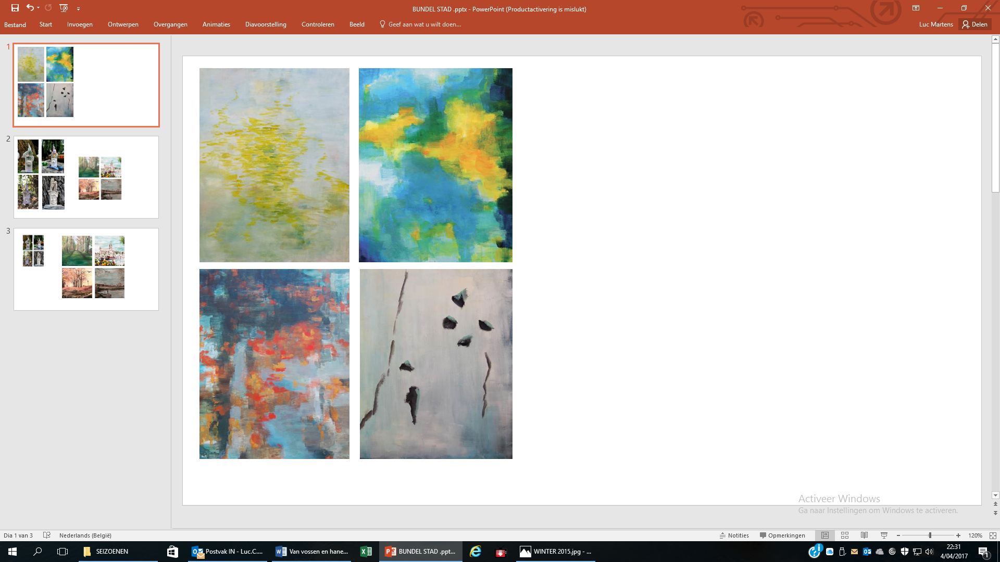 BUNDEL STAD .pptx - PowerPoint (Productactivering is mislukt)
Bestand Start Invoegen Ontwerpen Overgangen Animaties Diavoorstelling Controleren Beeld Geef aan wat u wilt doen... Luc Martens Delen
1
2
3
Activeer Windows
Ga naar Instellingen om Windows te activeren.
Dia 1 van 3 Nederlands (België) Notities Opmerkingen 120%
SEIZOENEN Postvak IN - Luc.C.... Van vossen en hane... BUNDEL STAD .ppt... WINTER 2015.jpg - ...
22:31
4/04/2017
1